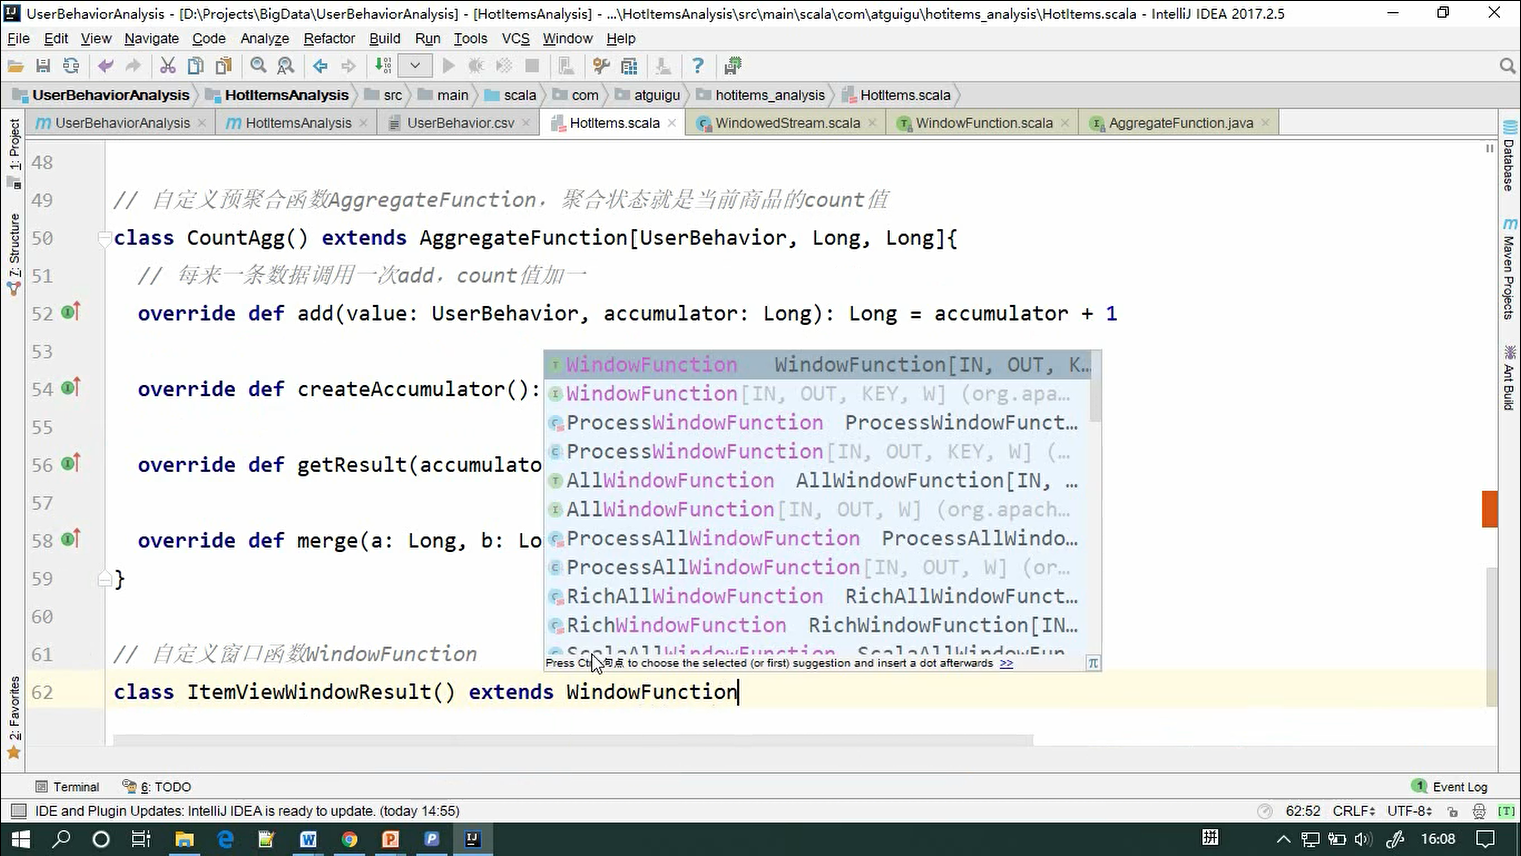 UserBehaviorAnalysis - [D:\Projects\BigData\UserBehaviorAnalysis] - [HotItemsAnalysis] - ...\HotItemsAnalysis\src\main\scala\com\atguigu\hotitems_analysis\HotItems.scala - IntelliJ IDEA 2017.2.5
File Edit View Navigate Code Analyze Refactor Build Run Tools VCS Window Help
UserBehaviorAnalysis HotItemsAnalysis src main scala com atguigu hotitems_analysis HotItems.scala
UserBehaviorAnalysis HotItemsAnalysis UserBehavior.csv HotItems.scala WindowedStream.scala WindowFunction.scala AggregateFunction.java
1: Project
Z: Structure
2: Favorites
Database
Maven Projects
Ant Build
48
49 // 自定义预聚合函数AggregateFunction，聚合状态就是当前商品的count值
50 class CountAgg() extends AggregateFunction[UserBehavior, Long, Long]{
51 // 每来一条数据调用一次add，count值加一
52 override def add(value: UserBehavior, accumulator: Long): Long = accumulator + 1
53
54 override def createAccumulator():
55
56 override def getResult(accumulato
57
58 override def merge(a: Long, b: Lo
59 }
60
61 // 自定义窗口函数WindowFunction
62 class ItemViewWindowResult() extends WindowFunction
WindowFunction WindowFunction[IN, OUT, K...
WindowFunction[IN, OUT, KEY, W] (org.apa...
ProcessWindowFunction ProcessWindowFunct...
ProcessWindowFunction[IN, OUT, KEY, W] (...
AllWindowFunction AllWindowFunction[IN, ...
AllWindowFunction[IN, OUT, W] (org.apach...
ProcessAllWindowFunction ProcessAllWindo...
ProcessAllWindowFunction[IN, OUT, W] (or...
RichAllWindowFunction RichAllWindowFunct...
RichWindowFunction RichWindowFunction[IN...
Press Ctrl 句点 to choose the selected (or first) suggestion and insert a dot afterwards >> π
Terminal 6: TODO 1 Event Log
IDE and Plugin Updates: IntelliJ IDEA is ready to update. (today 14:55) 62:52 CRLF UTF-8 [T]
拼 16:08